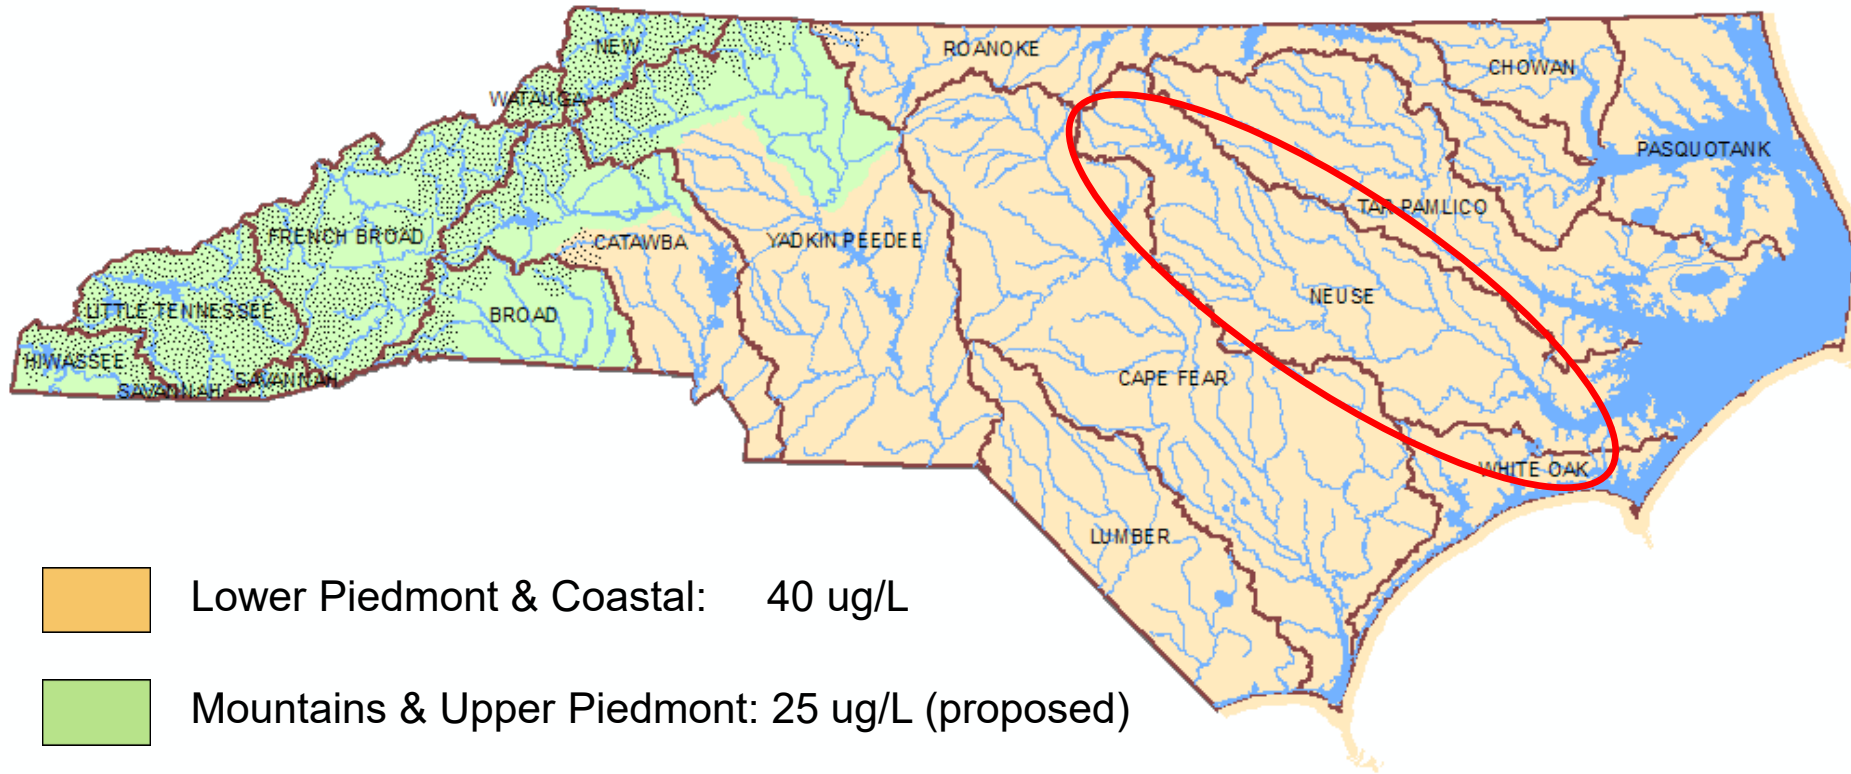 NEW
ROANOKE
CHOWAN
WATAUGA
PASQUOTANK
TAR PAMLICO
FRENCH BROAD
CATAWBA
YADKIN PEEDEE
LITTLE TENNESSEE
BROAD
NEUSE
HIWASSEE
SAVANNAH
SAVANNAH
CAPE FEAR
WHITE OAK
LUMBER
Lower Piedmont & Coastal: 40 ug/L
Mountains & Upper Piedmont: 25 ug/L (proposed)